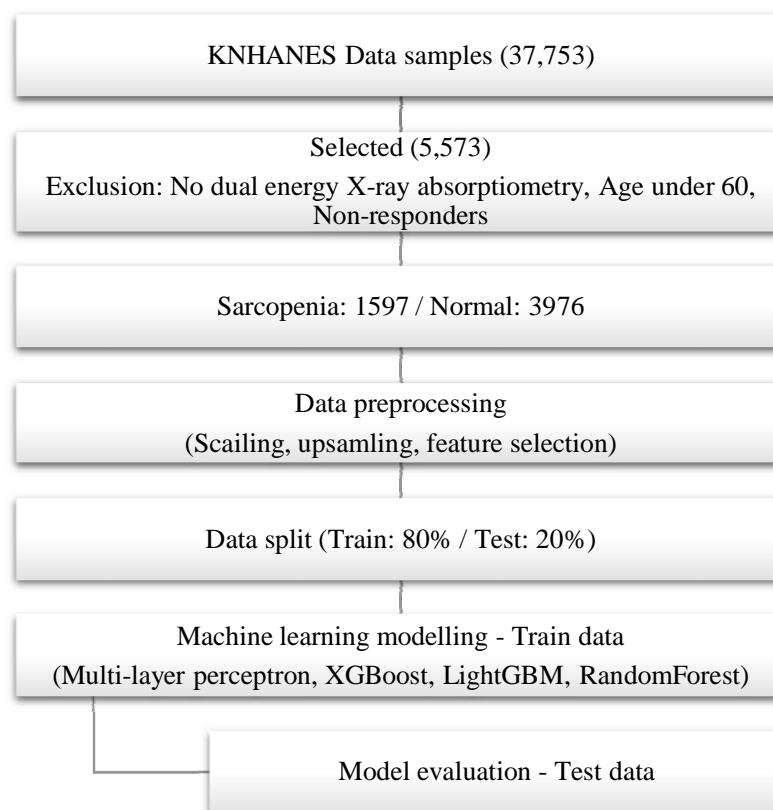 KNHANES Data samples (37,753)
Selected (5,573)
Exclusion: No dual energy X-ray absorptiometry, Age under 60,
Non-responders
Sarcopenia: 1597 / Normal: 3976
Data preprocessing
(Scailing, upsamling, feature selection)
Data split (Train: 80% / Test: 20%)
Machine learning modelling - Train data
(Multi-layer perceptron, XGBoost, LightGBM, RandomForest)
Model evaluation - Test data